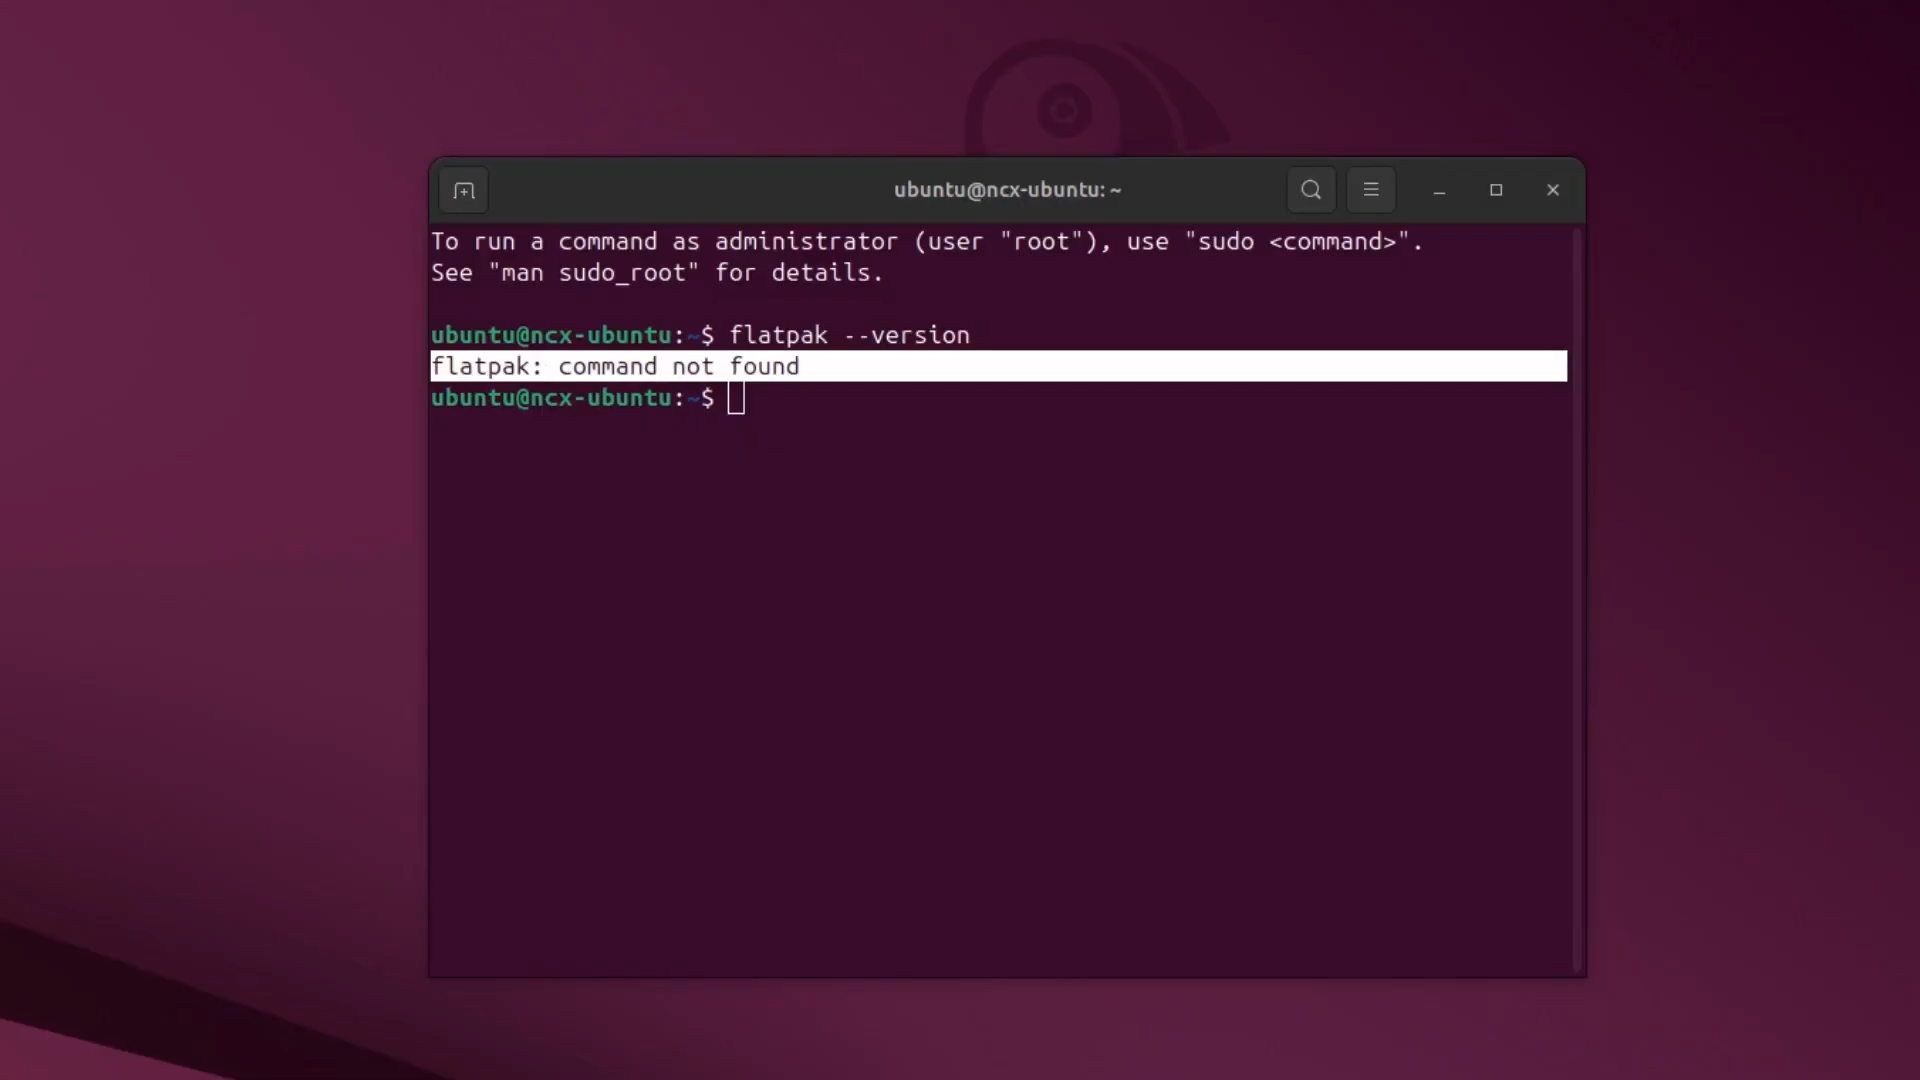 ubuntu@ncx-ubuntu: ~
To run a command as administrator (user "root"), use "sudo <command>".
See "man sudo_root" for details.
ubuntu@ncx-ubuntu:~$ flatpak --version
flatpak: command not found
ubuntu@ncx-ubuntu:~$